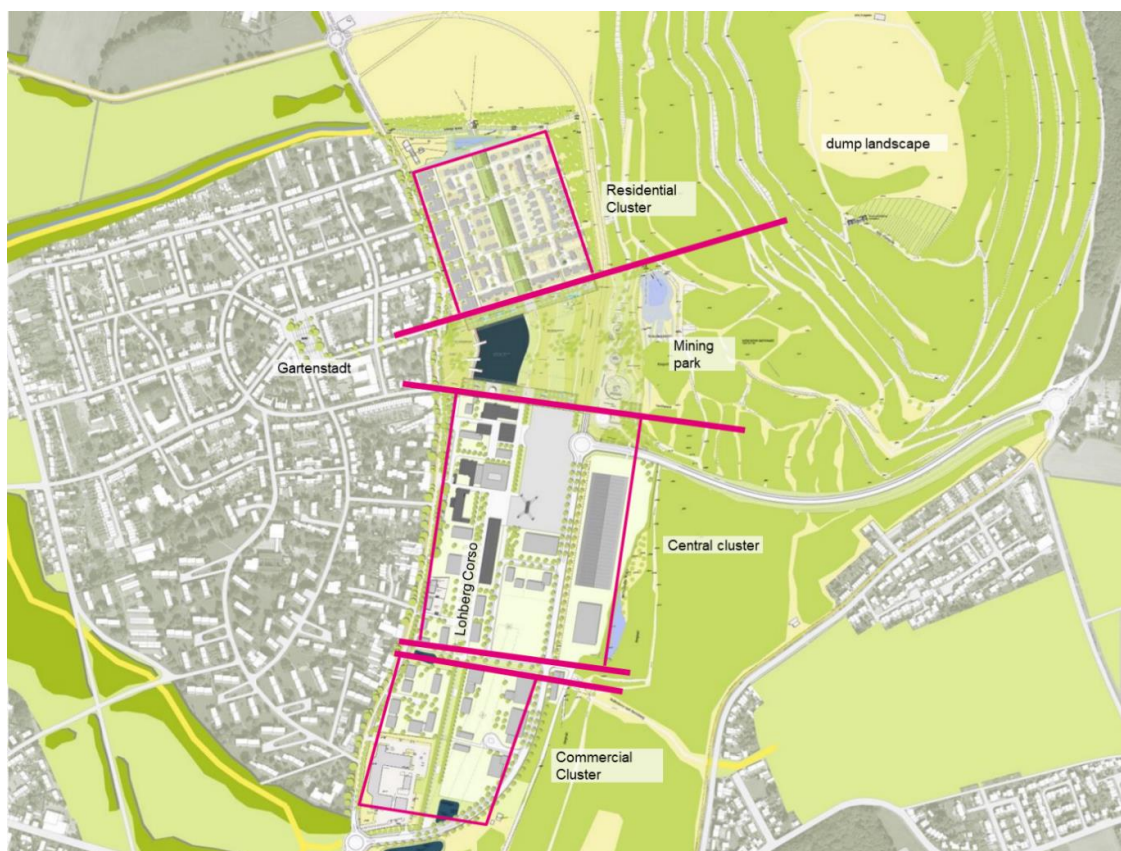 dump landscape
Residential
Cluster
Mining
park
Gartenstadt
Central cluster
Lohberg Corso
Commercial
Cluster